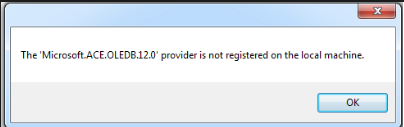 The 'Microsoft.ACE.OLEDB.12.0' provider is not registered on the local machine.
OK